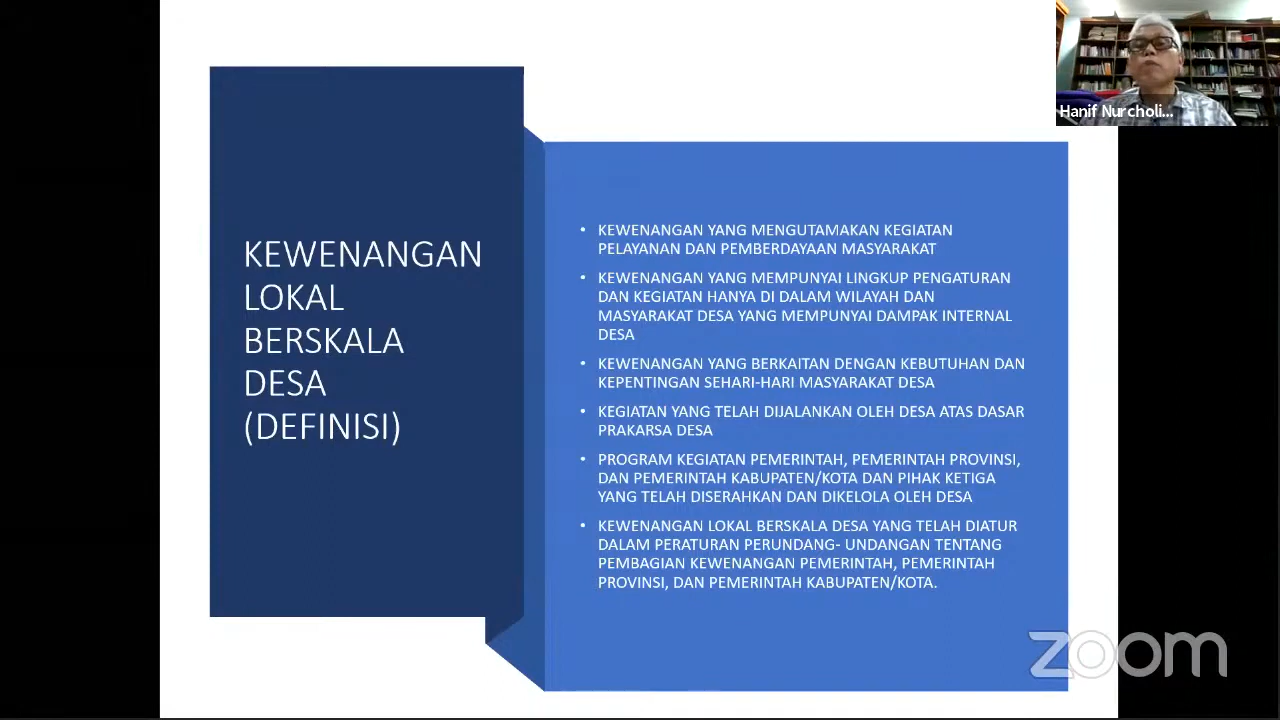 Hanif Nurcholi...
KEWENANGAN
LOKAL
BERSKALA
DESA
(DEFINISI)
• KEWENANGAN YANG MENGUTAMAKAN KEGIATAN
PELAYANAN DAN PEMBERDAYAAN MASYARAKAT
• KEWENANGAN YANG MEMPUNYAI LINGKUP PENGATURAN
DAN KEGIATAN HANYA DI DALAM WILAYAH DAN
MASYARAKAT DESA YANG MEMPUNYAI DAMPAK INTERNAL
DESA
• KEWENANGAN YANG BERKAITAN DENGAN KEBUTUHAN DAN
KEPENTINGAN SEHARI-HARI MASYARAKAT DESA
• KEGIATAN YANG TELAH DIJALANKAN OLEH DESA ATAS DASAR
PRAKARSA DESA
• PROGRAM KEGIATAN PEMERINTAH, PEMERINTAH PROVINSI,
DAN PEMERINTAH KABUPATEN/KOTA DAN PIHAK KETIGA
YANG TELAH DISERAHKAN DAN DIKELOLA OLEH DESA
• KEWENANGAN LOKAL BERSKALA DESA YANG TELAH DIATUR
DALAM PERATURAN PERUNDANG- UNDANGAN TENTANG
PEMBAGIAN KEWENANGAN PEMERINTAH, PEMERINTAH
PROVINSI, DAN PEMERINTAH KABUPATEN/KOTA.
zoom